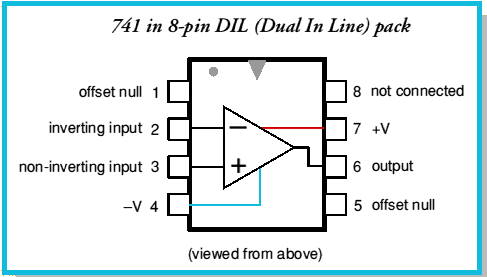 741 in 8-pin DIL (Dual In Line) pack
offset null 1
8 not connected
inverting input 2
−
7 +V
non-inverting input 3
+
6 output
−V 4
5 offset null
(viewed from above)